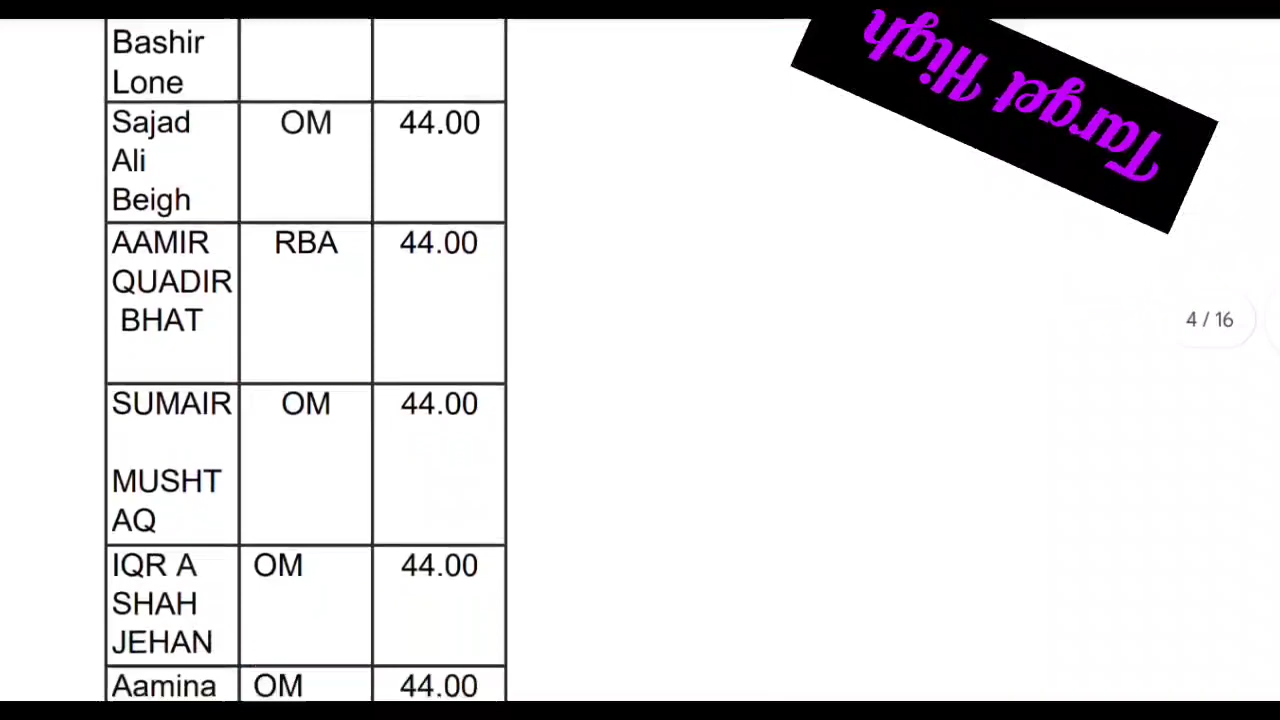 Bashir
Lone
Sajad OM 44.00
Ali
Beigh
AAMIR RBA 44.00
QUADIR
BHAT
SUMAIR OM 44.00
MUSHT
AQ
IQR A OM 44.00
SHAH
JEHAN
Aamina OM 44.00
Target High
4 / 16